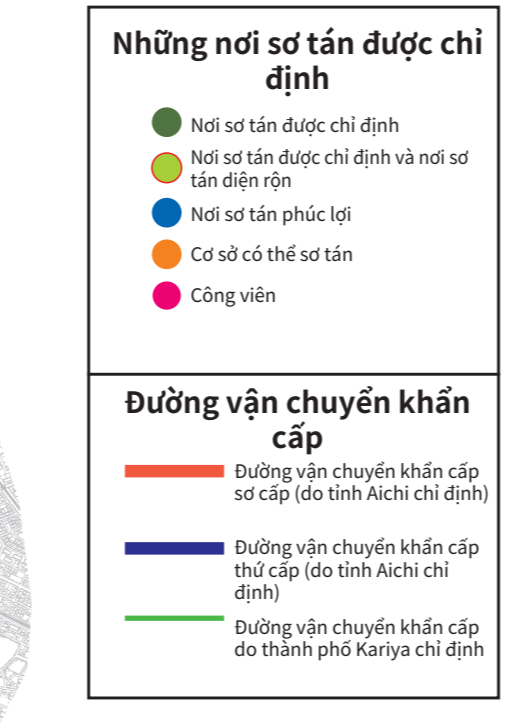 Những nơi sơ tán được chỉ
định
Nơi sơ tán được chỉ định
Nơi sơ tán được chỉ định và nơi sơ
tán diện rộn
Nơi sơ tán phúc lợi
Cơ sở có thể sơ tán
Công viên
Đường vận chuyển khẩn
cấp
Đường vận chuyển khẩn cấp
sơ cấp (do tỉnh Aichi chỉ định)
Đường vận chuyển khẩn cấp
thứ cấp (do tỉnh Aichi chỉ
định)
Đường vận chuyển khẩn cấp
do thành phố Kariya chỉ định